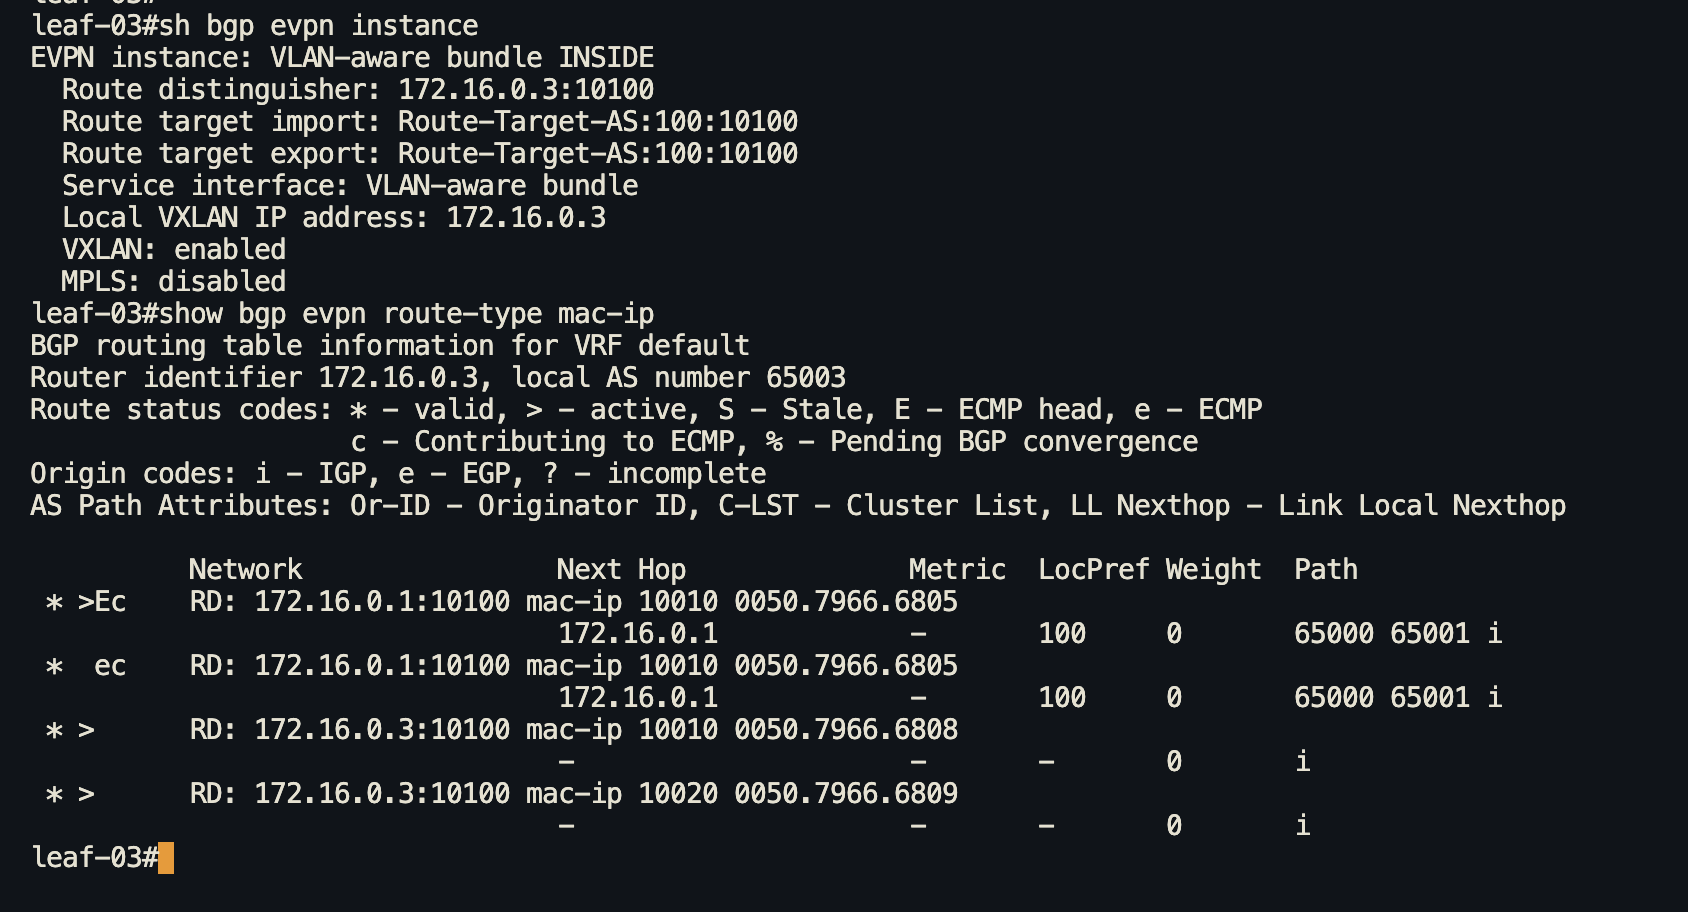 leaf-03#sh bgp evpn instance
EVPN instance: VLAN-aware bundle INSIDE
  Route distinguisher: 172.16.0.3:10100
  Route target import: Route-Target-AS:100:10100
  Route target export: Route-Target-AS:100:10100
  Service interface: VLAN-aware bundle
  Local VXLAN IP address: 172.16.0.3
  VXLAN: enabled
  MPLS: disabled
leaf-03#show bgp evpn route-type mac-ip
BGP routing table information for VRF default
Router identifier 172.16.0.3, local AS number 65003
Route status codes: * - valid, > - active, S - Stale, E - ECMP head, e - ECMP
                    c - Contributing to ECMP, % - Pending BGP convergence
Origin codes: i - IGP, e - EGP, ? - incomplete
AS Path Attributes: Or-ID - Originator ID, C-LST - Cluster List, LL Nexthop - Link Local Nexthop

          Network                Next Hop              Metric  LocPref Weight  Path
 * >Ec    RD: 172.16.0.1:10100 mac-ip 10010 0050.7966.6805
                                 172.16.0.1            -       100     0       65000 65001 i
 *  ec    RD: 172.16.0.1:10100 mac-ip 10010 0050.7966.6805
                                 172.16.0.1            -       100     0       65000 65001 i
 * >      RD: 172.16.0.3:10100 mac-ip 10010 0050.7966.6808
                                 -                     -       -       0       i
 * >      RD: 172.16.0.3:10100 mac-ip 10020 0050.7966.6809
                                 -                     -       -       0       i
leaf-03#